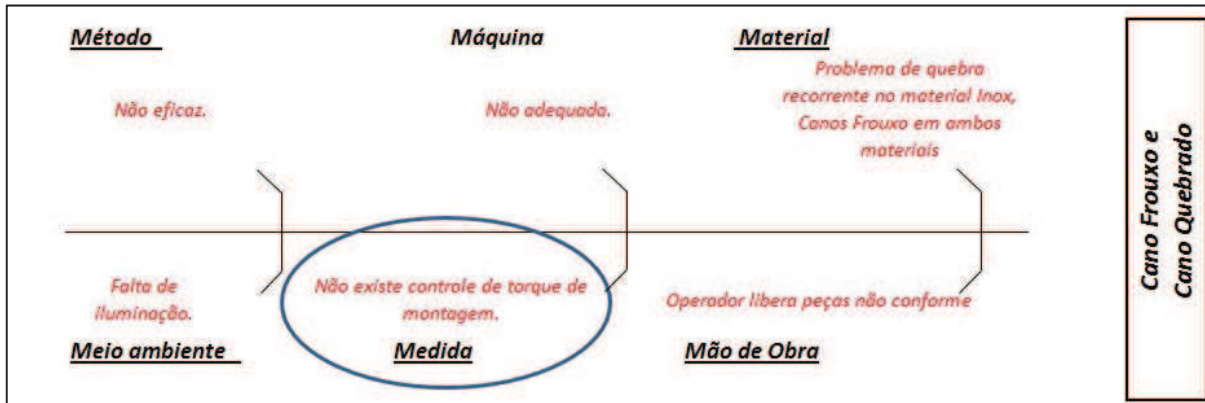 Método Máquina Material
Problema de quebra
recorrente no material Inox,
Canos Frouxo em ambos
materiais
Não eficaz.
Não adequada.
Falta de
iluminação.
Não existe controle de torque de
montagem.
Operador libera peças não conforme
Meio ambiente Medida Mão de Obra
Cano Frouxo e
Cano Quebrado